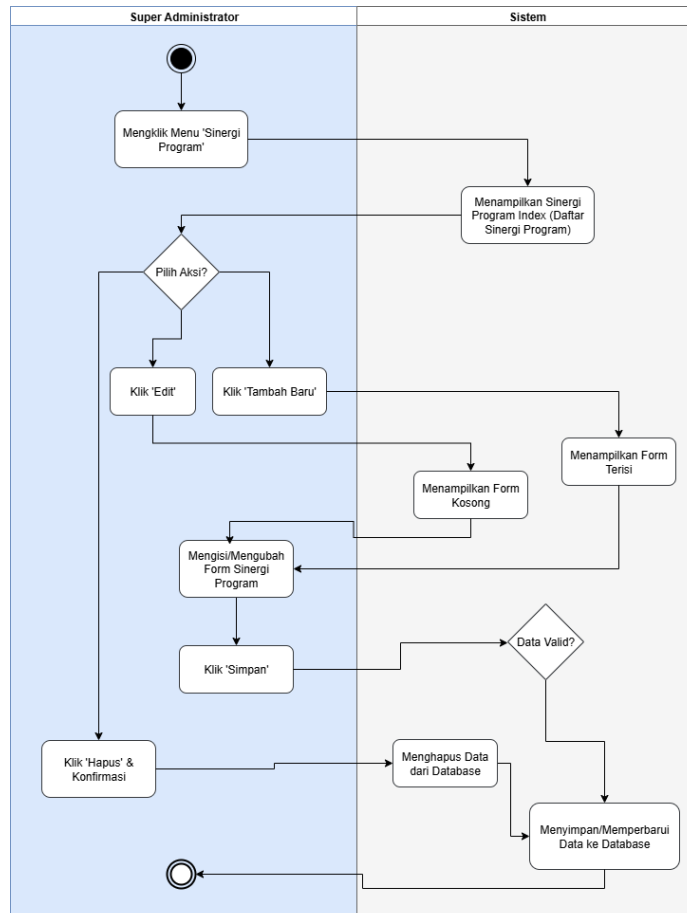 Super Administrator
Sistem
Mengklik Menu 'Sinergi
Program'
Menampilkan Sinergi
Program Index (Daftar
Sinergi Program)
Pilih Aksi?
Klik 'Edit'
Klik 'Tambah Baru'
Menampilkan Form
Terisi
Menampilkan Form
Kosong
Mengisi/Mengubah
Form Sinergi
Program
Data Valid?
Klik 'Simpan'
Klik 'Hapus' &
Konfirmasi
Menghapus Data
dari Database
Menyimpan/Memperbarui
Data ke Database